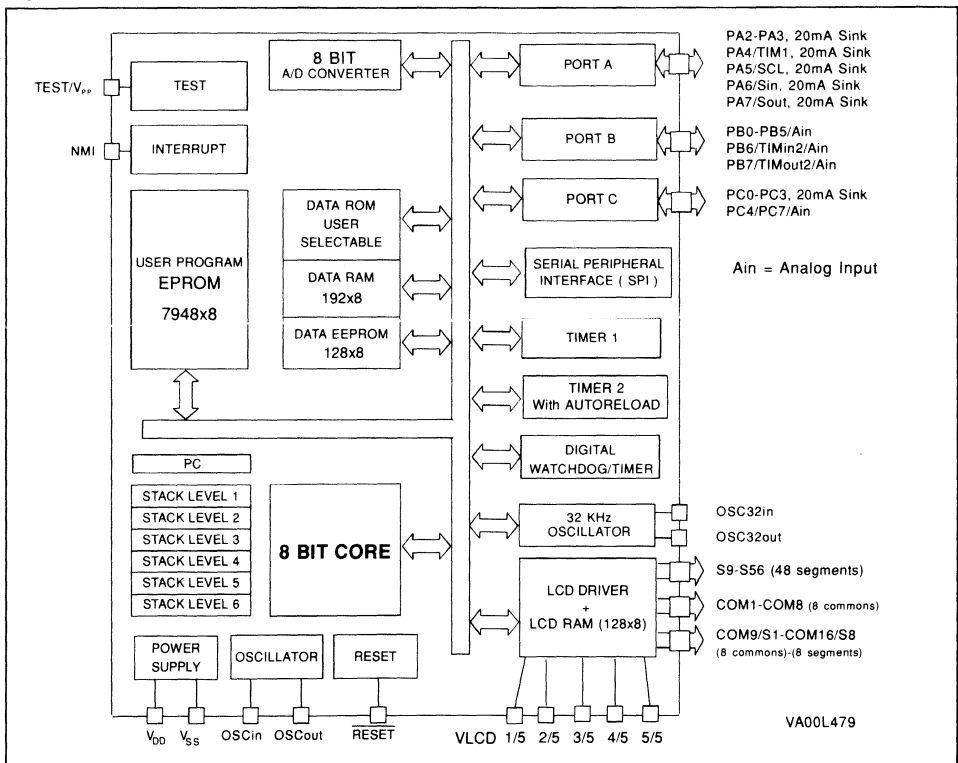 8 BIT
A/D CONVERTER
PORT A
PA2-PA3, 20mA Sink
PA4/TIM1, 20mA Sink
PA5/SCL, 20mA Sink
PA6/Sin, 20mA Sink
PA7/Sout, 20mA Sink
TEST/Vpp
TEST
NMI
INTERRUPT
PORT B
PB0-PB5/Ain
PB6/TIMin2/Ain
PB7/TIMout2/Ain
PORT C
PC0-PC3, 20mA Sink
PC4/PC7/Ain
USER PROGRAM
EPROM
7948x8
DATA ROM
USER
SELECTABLE
DATA RAM
192x8
DATA EEPROM
128x8
SERIAL PERIPHERAL
INTERFACE ( SPI )
Ain = Analog Input
TIMER 1
TIMER 2
With AUTORELOAD
DIGITAL
WATCHDOG/TIMER
PC
STACK LEVEL 1
STACK LEVEL 2
STACK LEVEL 3
STACK LEVEL 4
STACK LEVEL 5
STACK LEVEL 6
8 BIT CORE
32 KHz
OSCILLATOR
OSC32in
OSC32out
LCD DRIVER
+
LCD RAM (128x8)
S9-S56 (48 segments)
COM1-COM8 (8 commons)
COM9/S1-COM16/S8
(8 commons)-(8 segments)
POWER
SUPPLY
OSCILLATOR
RESET
VDD VSS OSCin OSCout RESET VLCD 1/5 2/5 3/5 4/5 5/5
VA00L479